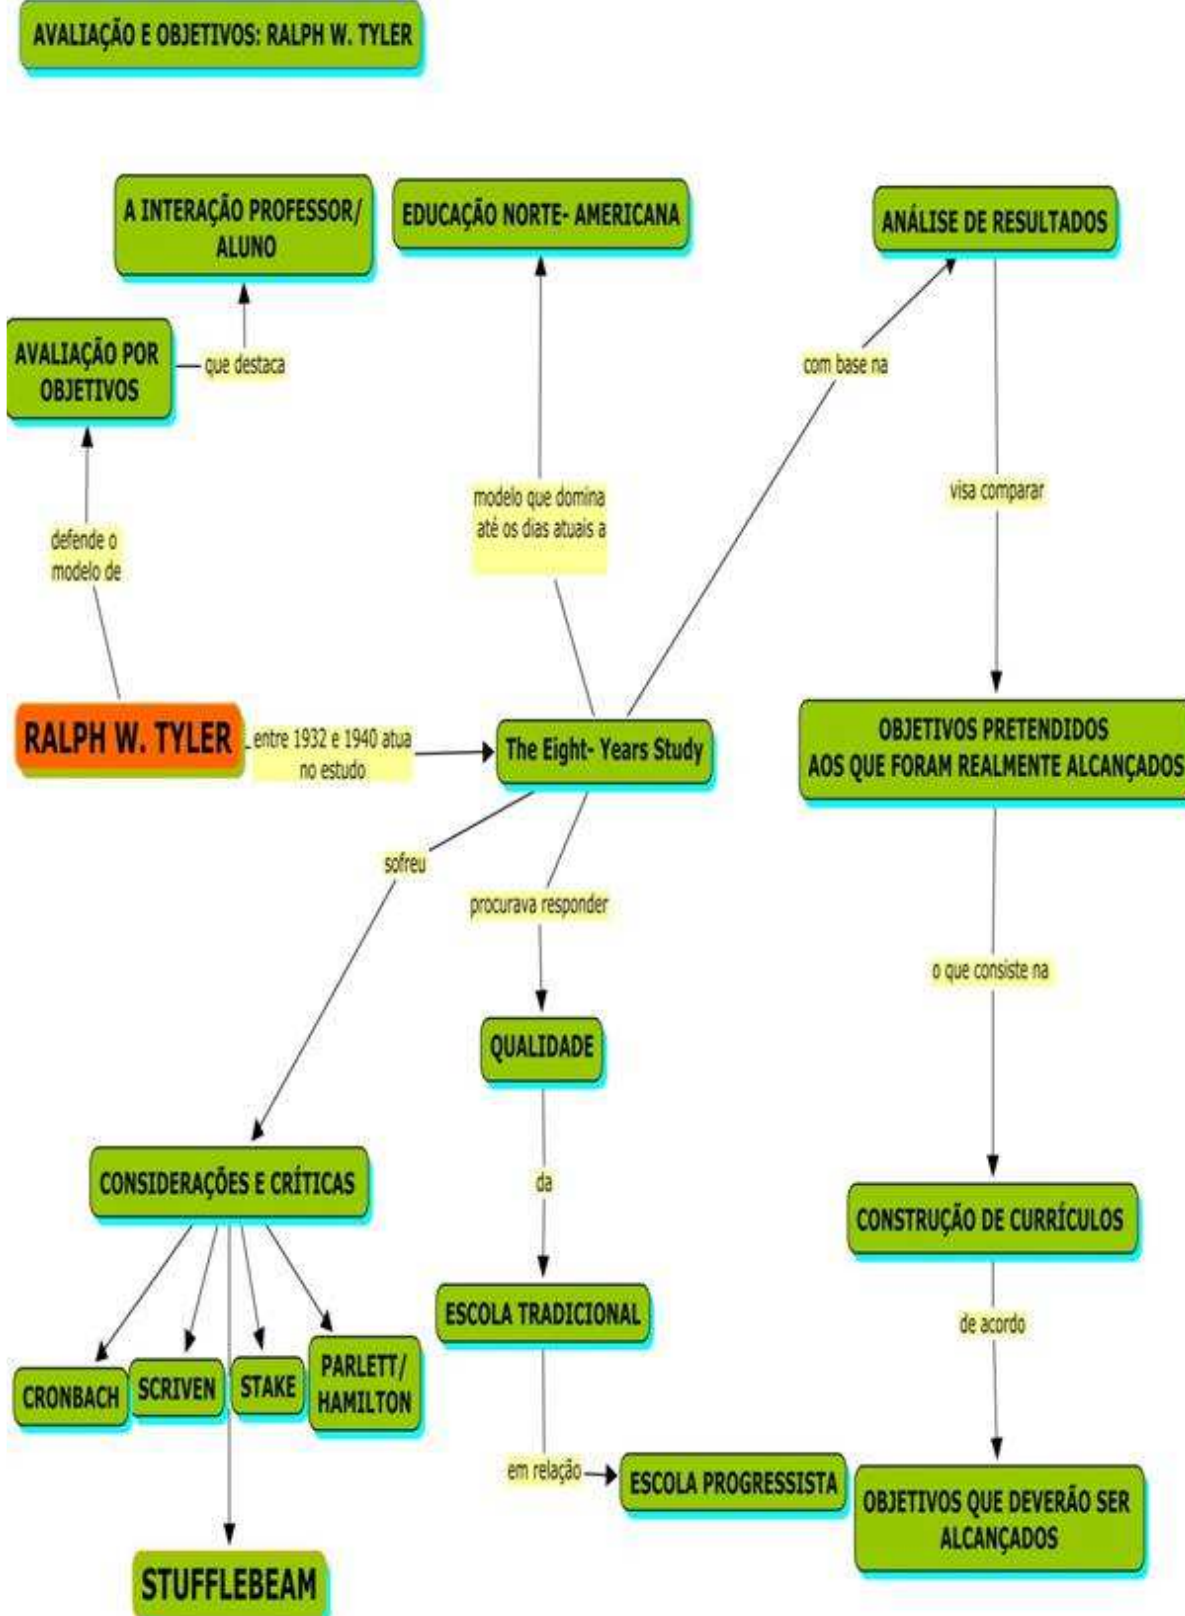 AVALIAÇÃO E OBJETIVOS: RALPH W. TYLER
A INTERAÇÃO PROFESSOR/
ALUNO
EDUCAÇÃO NORTE- AMERICANA
ANÁLISE DE RESULTADOS
AVALIAÇÃO POR
OBJETIVOS
que destaca
com base na
modelo que domina
até os dias atuais a
visa comparar
defende o
modelo de
RALPH W. TYLER
entre 1932 e 1940 atua
no estudo
The Eight- Years Study
OBJETIVOS PRETENDIDOS
AOS QUE FORAM REALMENTE ALCANÇADOS
sofreu
procurava responder
o que consiste na
QUALIDADE
CONSIDERAÇÕES E CRÍTICAS
da
CONSTRUÇÃO DE CURRÍCULOS
ESCOLA TRADICIONAL
de acordo
CRONBACH
SCRIVEN
STAKE
PARLETT/
HAMILTON
em relação
ESCOLA PROGRESSISTA
OBJETIVOS QUE DEVERÃO SER
ALCANÇADOS
STUFFLEBEAM